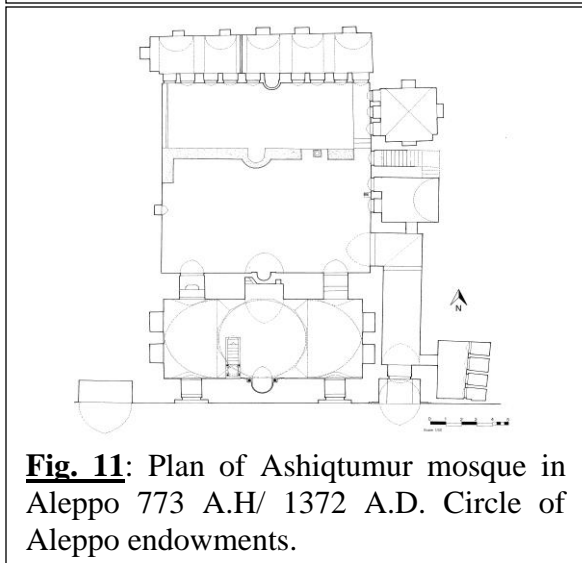 N
Fig. 11: Plan of Ashiqtumur mosque in
Aleppo 773 A.H/ 1372 A.D. Circle of
Aleppo endowments.